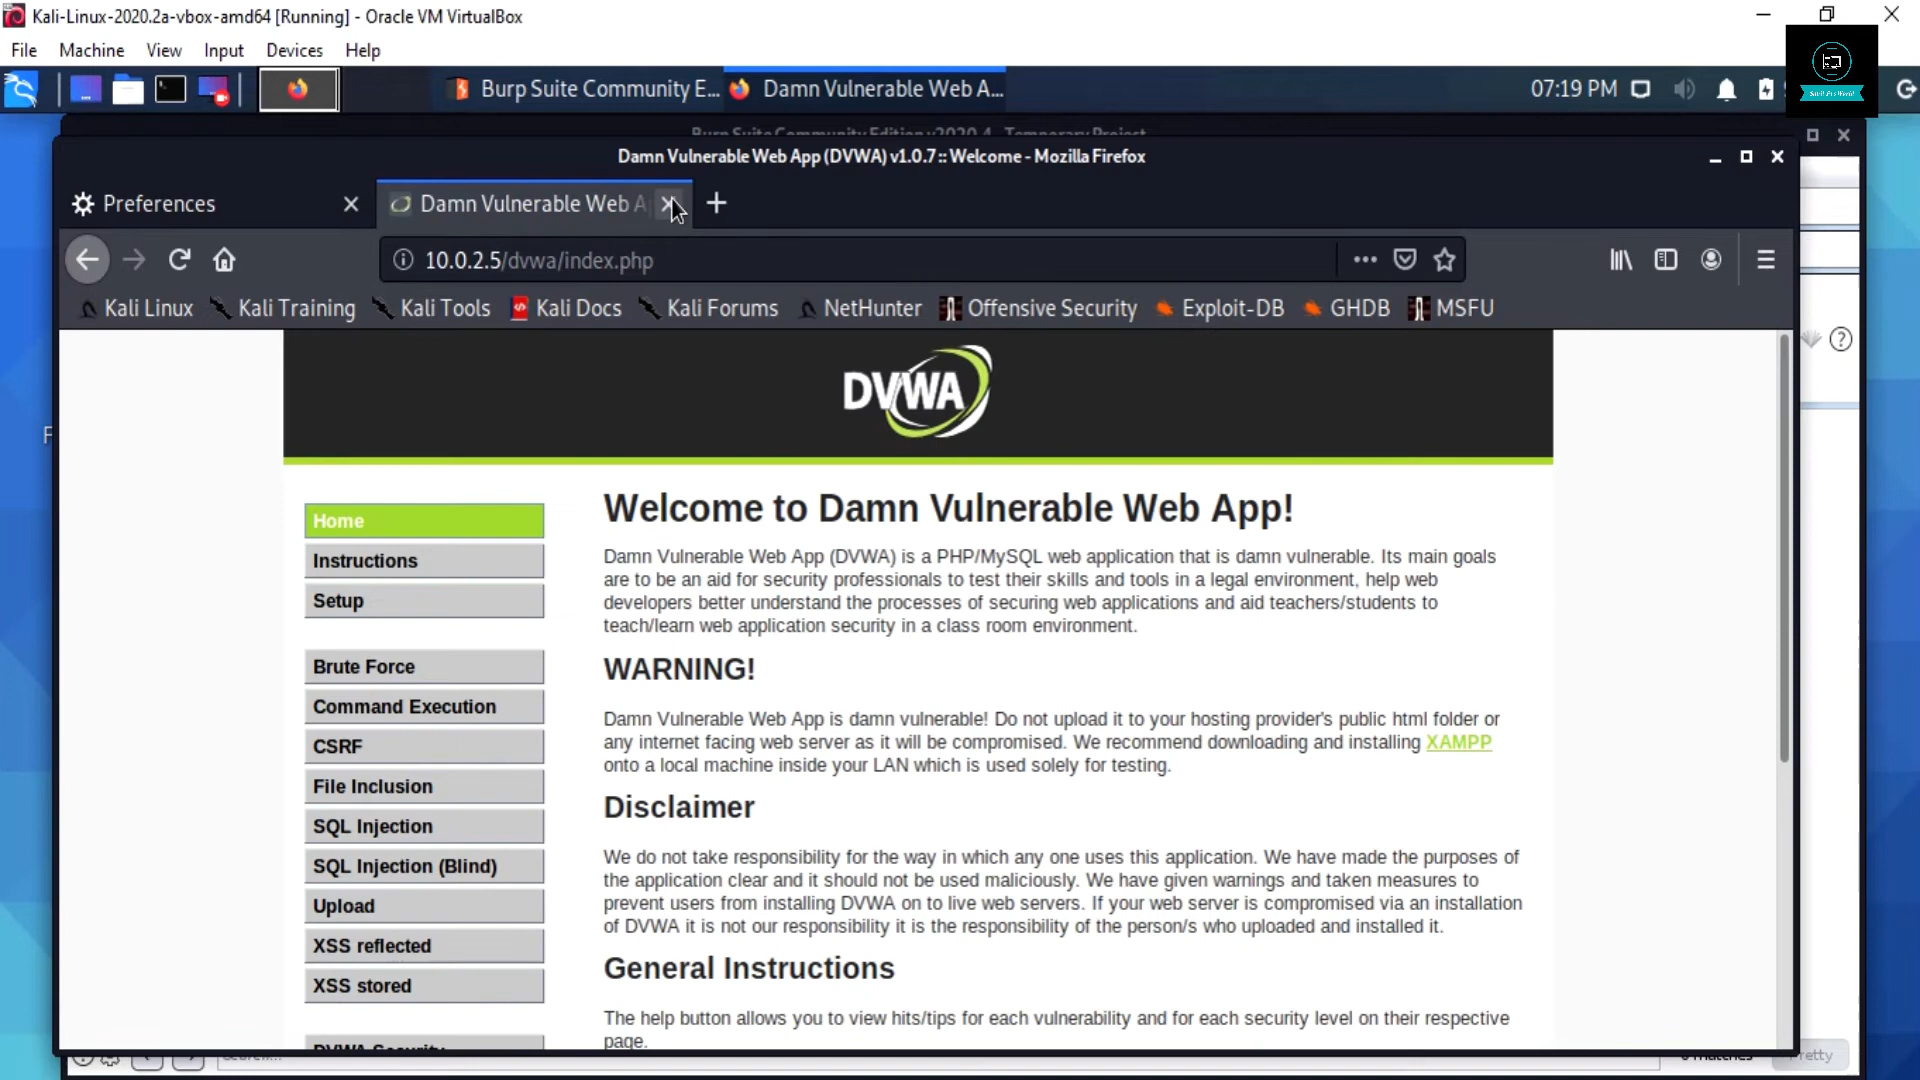 Kali-Linux-2020.2a-vbox-amd64 [Running] - Oracle VM VirtualBox
File Machine View Input Devices Help
Burp Suite Community E... Damn Vulnerable Web A... 07:19 PM
Burp Suite Community Edition v2020.4 - Temporary Project
Damn Vulnerable Web App (DVWA) v1.0.7 :: Welcome - Mozilla Firefox
Preferences Damn Vulnerable Web A
10.0.2.5/dvwa/index.php
Kali Linux Kali Training Kali Tools Kali Docs Kali Forums NetHunter Offensive Security Exploit-DB GHDB MSFU
DVWA
Home
Instructions
Setup
Brute Force
Command Execution
CSRF
File Inclusion
SQL Injection
SQL Injection (Blind)
Upload
XSS reflected
XSS stored
DVWA Security
Welcome to Damn Vulnerable Web App!
Damn Vulnerable Web App (DVWA) is a PHP/MySQL web application that is damn vulnerable. Its main goals
are to be an aid for security professionals to test their skills and tools in a legal environment, help web
developers better understand the processes of securing web applications and aid teachers/students to
teach/learn web application security in a class room environment.
WARNING!
Damn Vulnerable Web App is damn vulnerable! Do not upload it to your hosting provider's public html folder or
any internet facing web server as it will be compromised. We recommend downloading and installing XAMPP
onto a local machine inside your LAN which is used solely for testing.
Disclaimer
We do not take responsibility for the way in which any one uses this application. We have made the purposes of
the application clear and it should not be used maliciously. We have given warnings and taken measures to
prevent users from installing DVWA on to live web servers. If your web server is compromised via an installation
of DVWA it is not our responsibility it is the responsibility of the person/s who uploaded and installed it.
General Instructions
The help button allows you to view hits/tips for each vulnerability and for each security level on their respective
page.